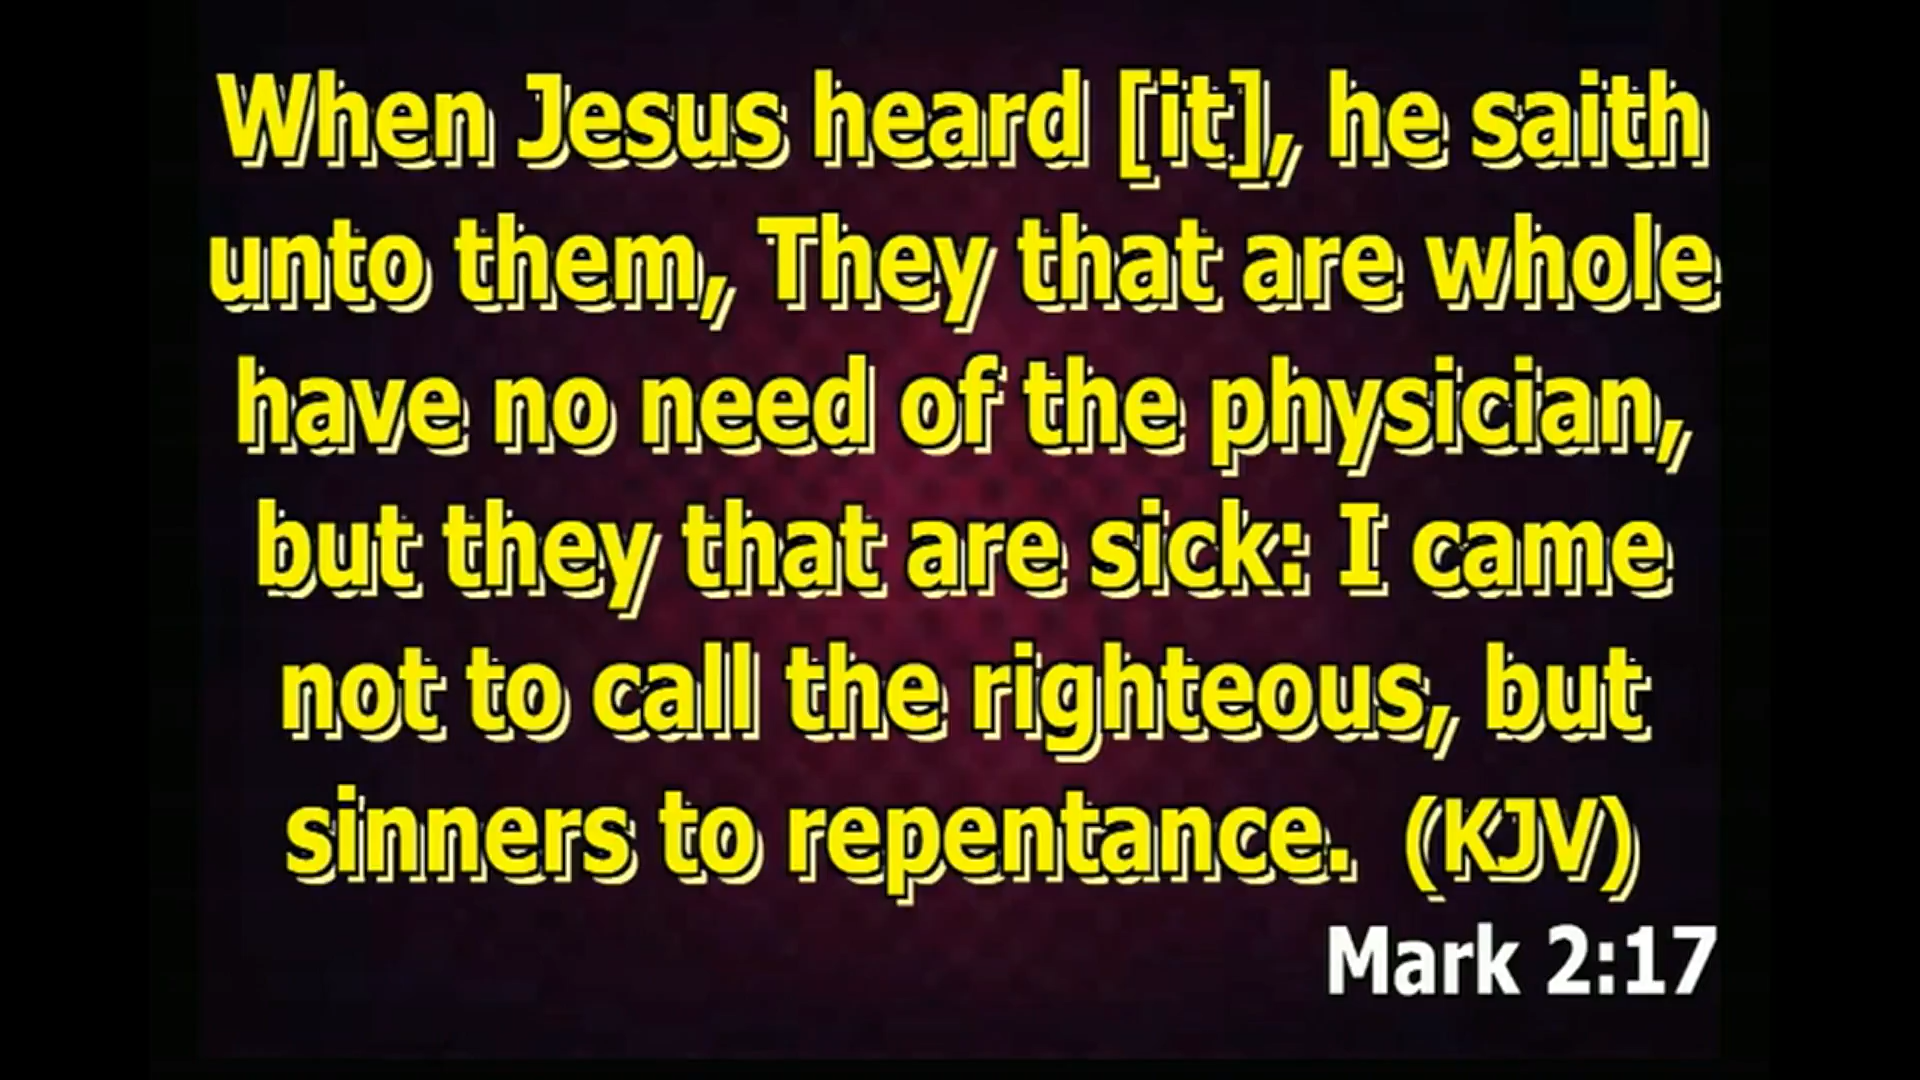 When Jesus heard [it], he saith
unto them, They that are whole
have no need of the physician,
but they that are sick: I came
not to call the righteous, but
sinners to repentance. (KJV)
Mark 2:17